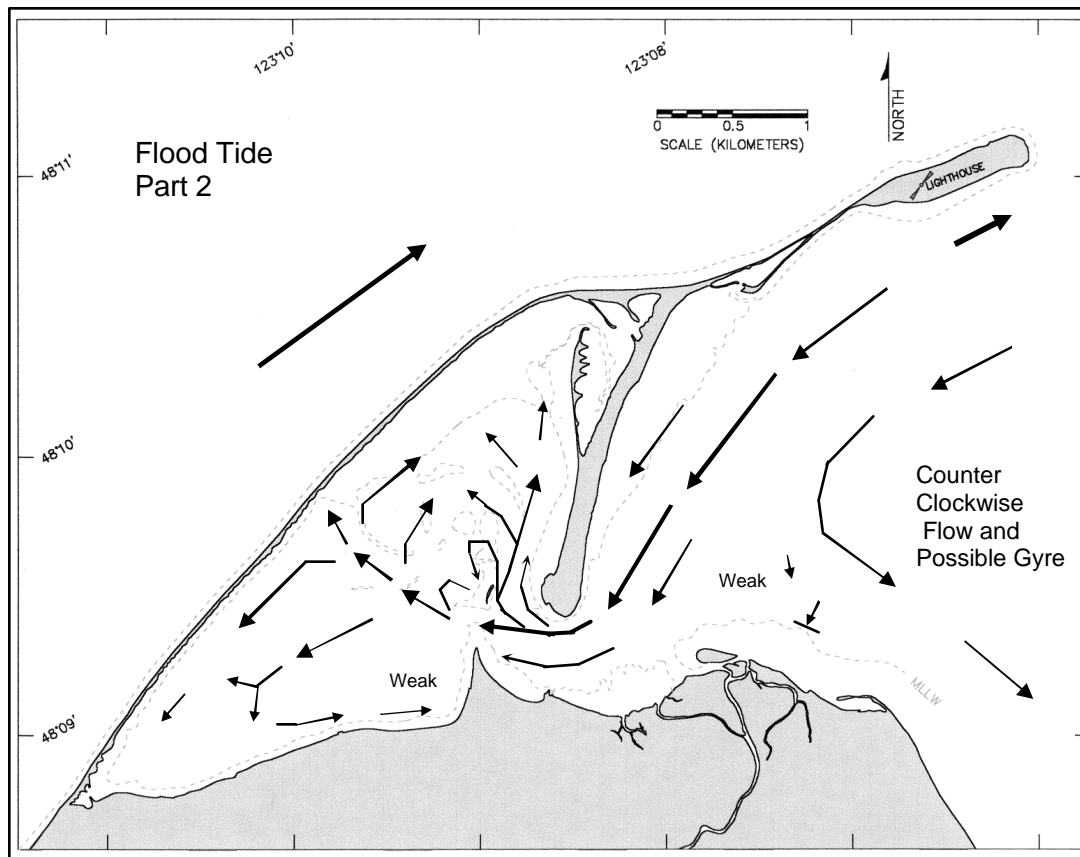 123°10'
123°08'
NORTH
0 0.5 1
SCALE (KILOMETERS)
Flood Tide
Part 2
48°11'
LIGHTHOUSE
48°10'
Counter
Clockwise
Flow and
Possible Gyre
Weak
Weak
MLLW
48°09'